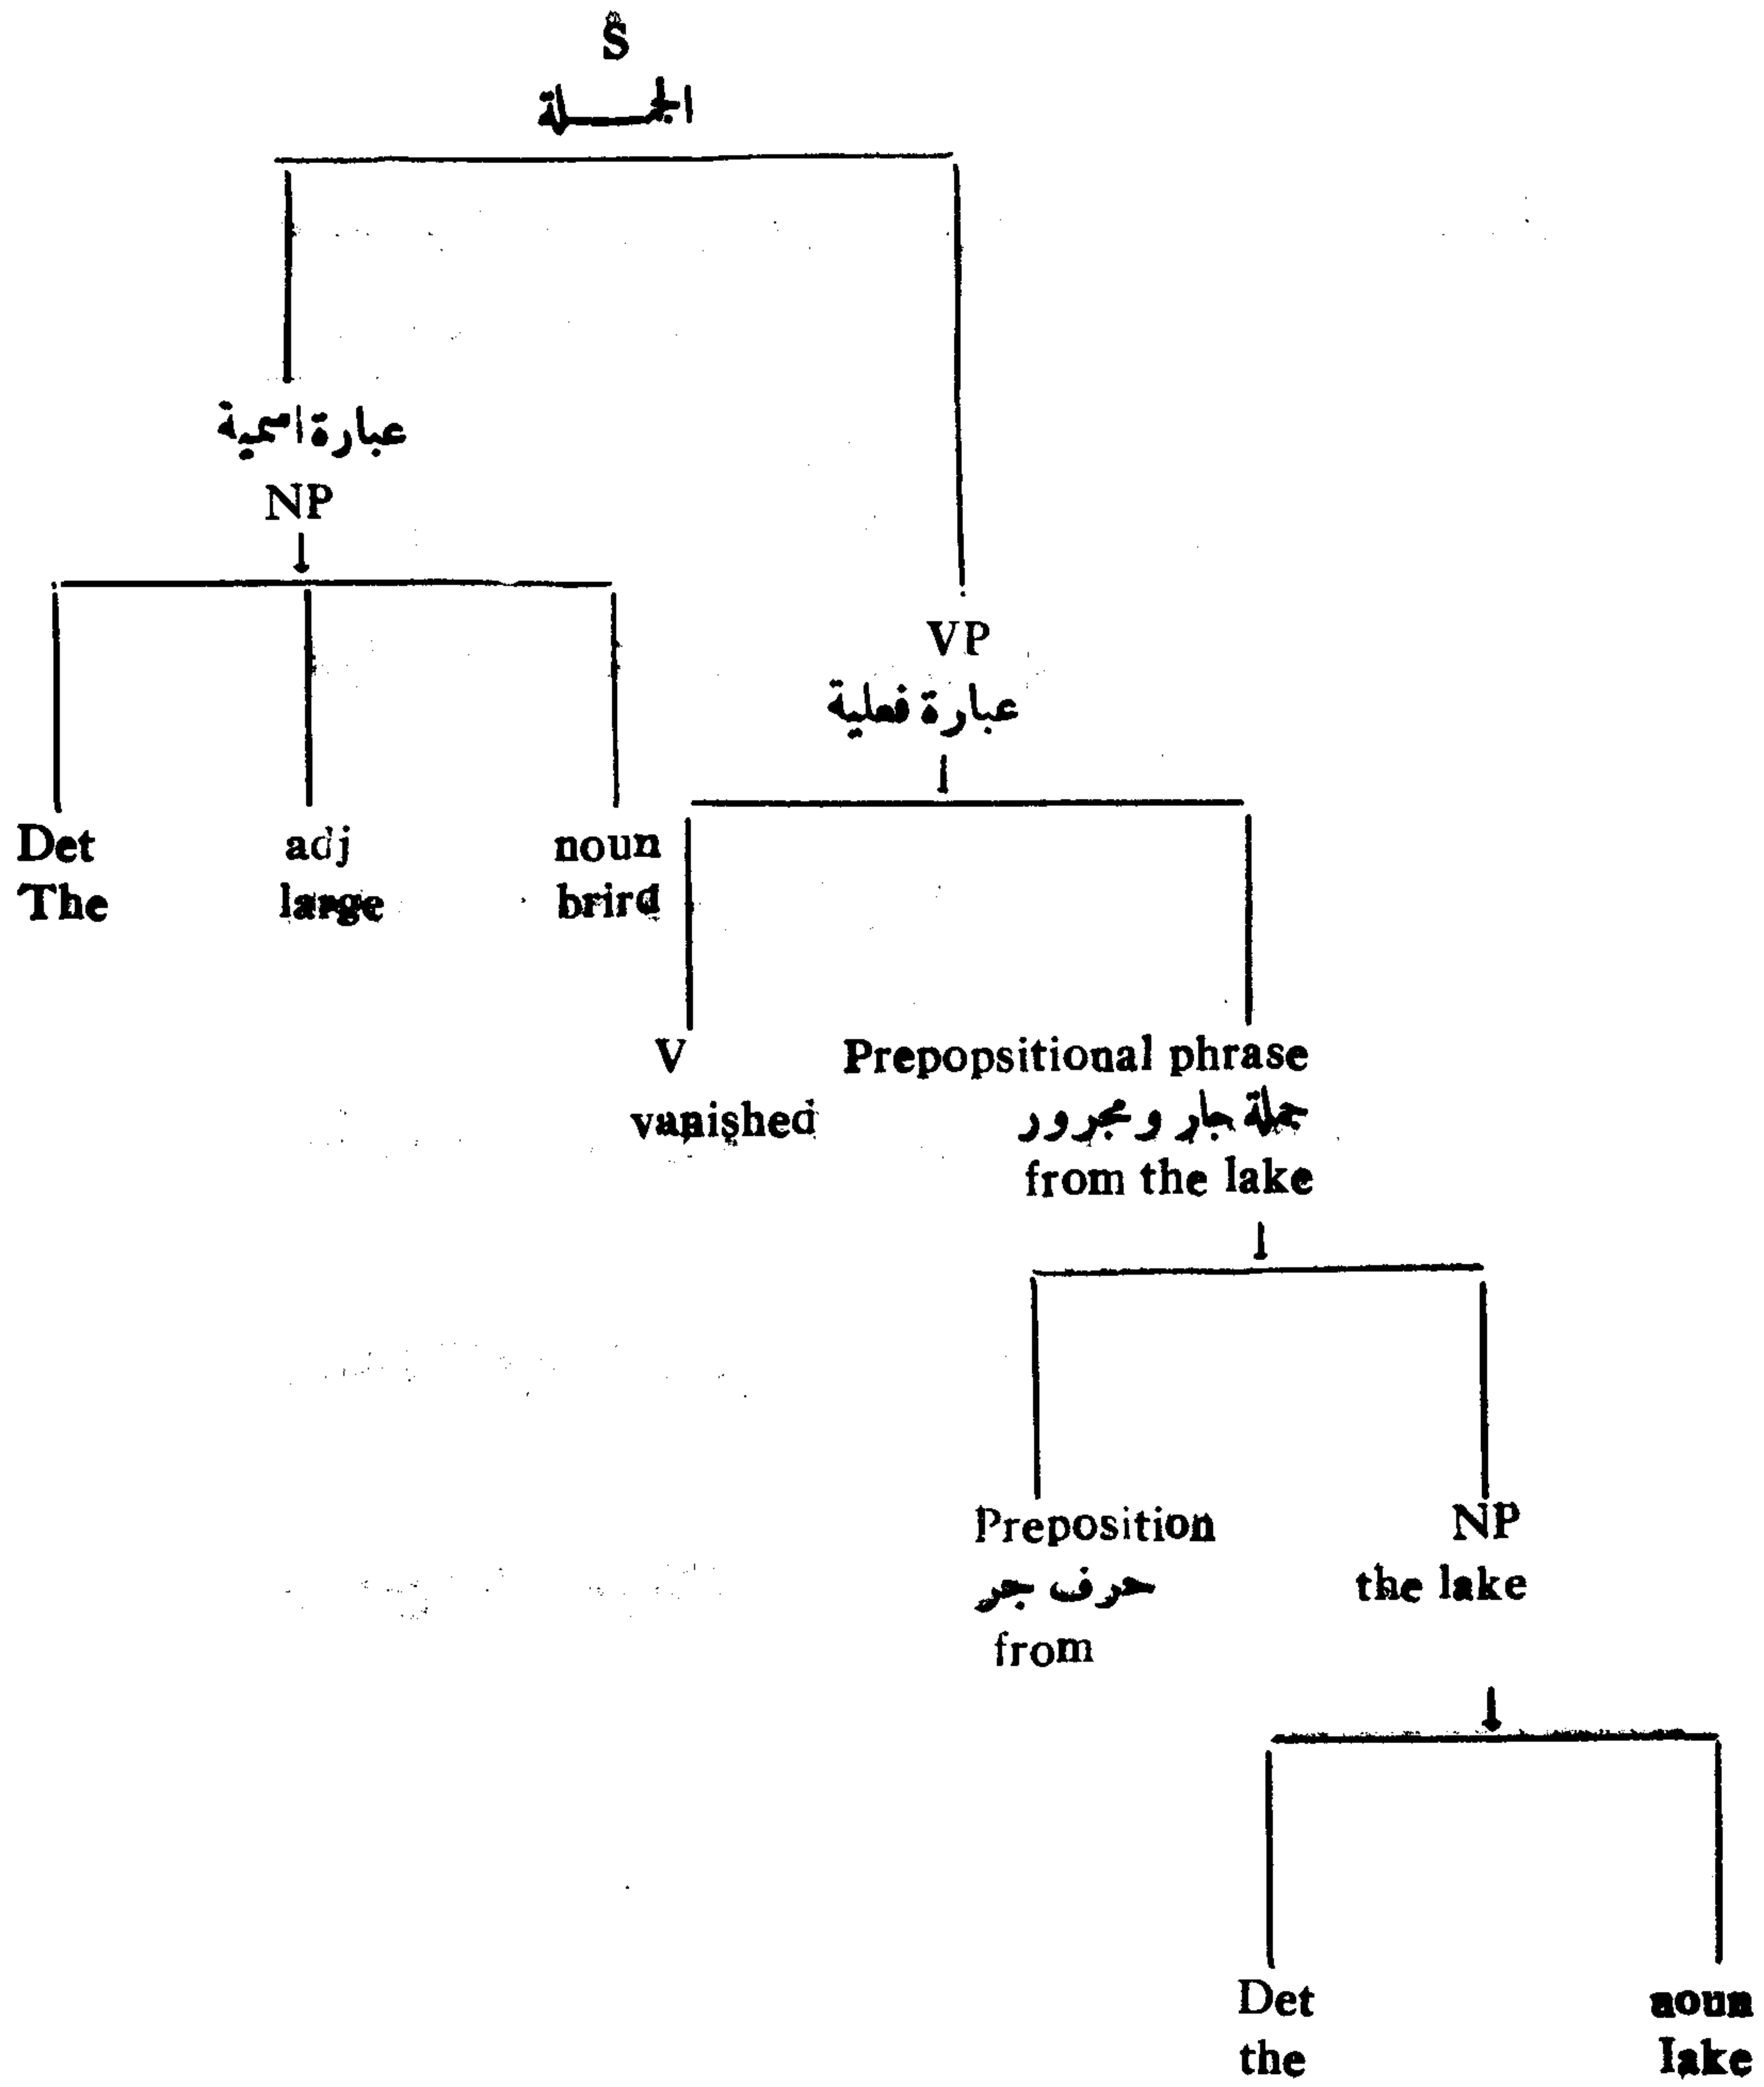 S
الجملة
عبارة اسمية
NP
VP
عبارة فعلية
Det adj noun
The large brird
V Prepopsitional phrase
vanished جملة جار و مجرور
from the lake
Preposition NP
حرف جر the lake
from
Det noun
the lake